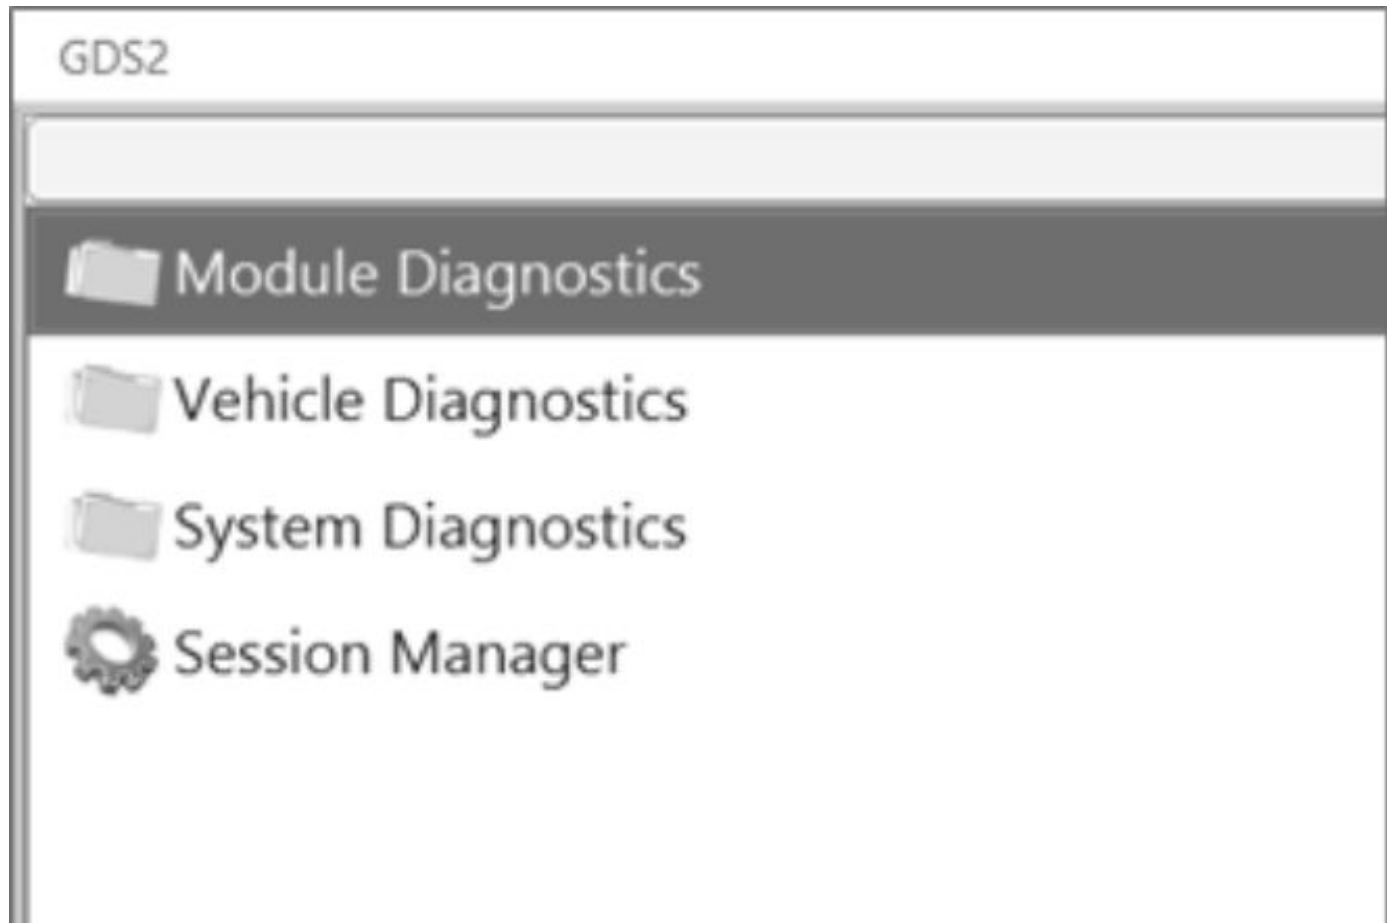 GDS2
Module Diagnostics
Vehicle Diagnostics
System Diagnostics
Session Manager